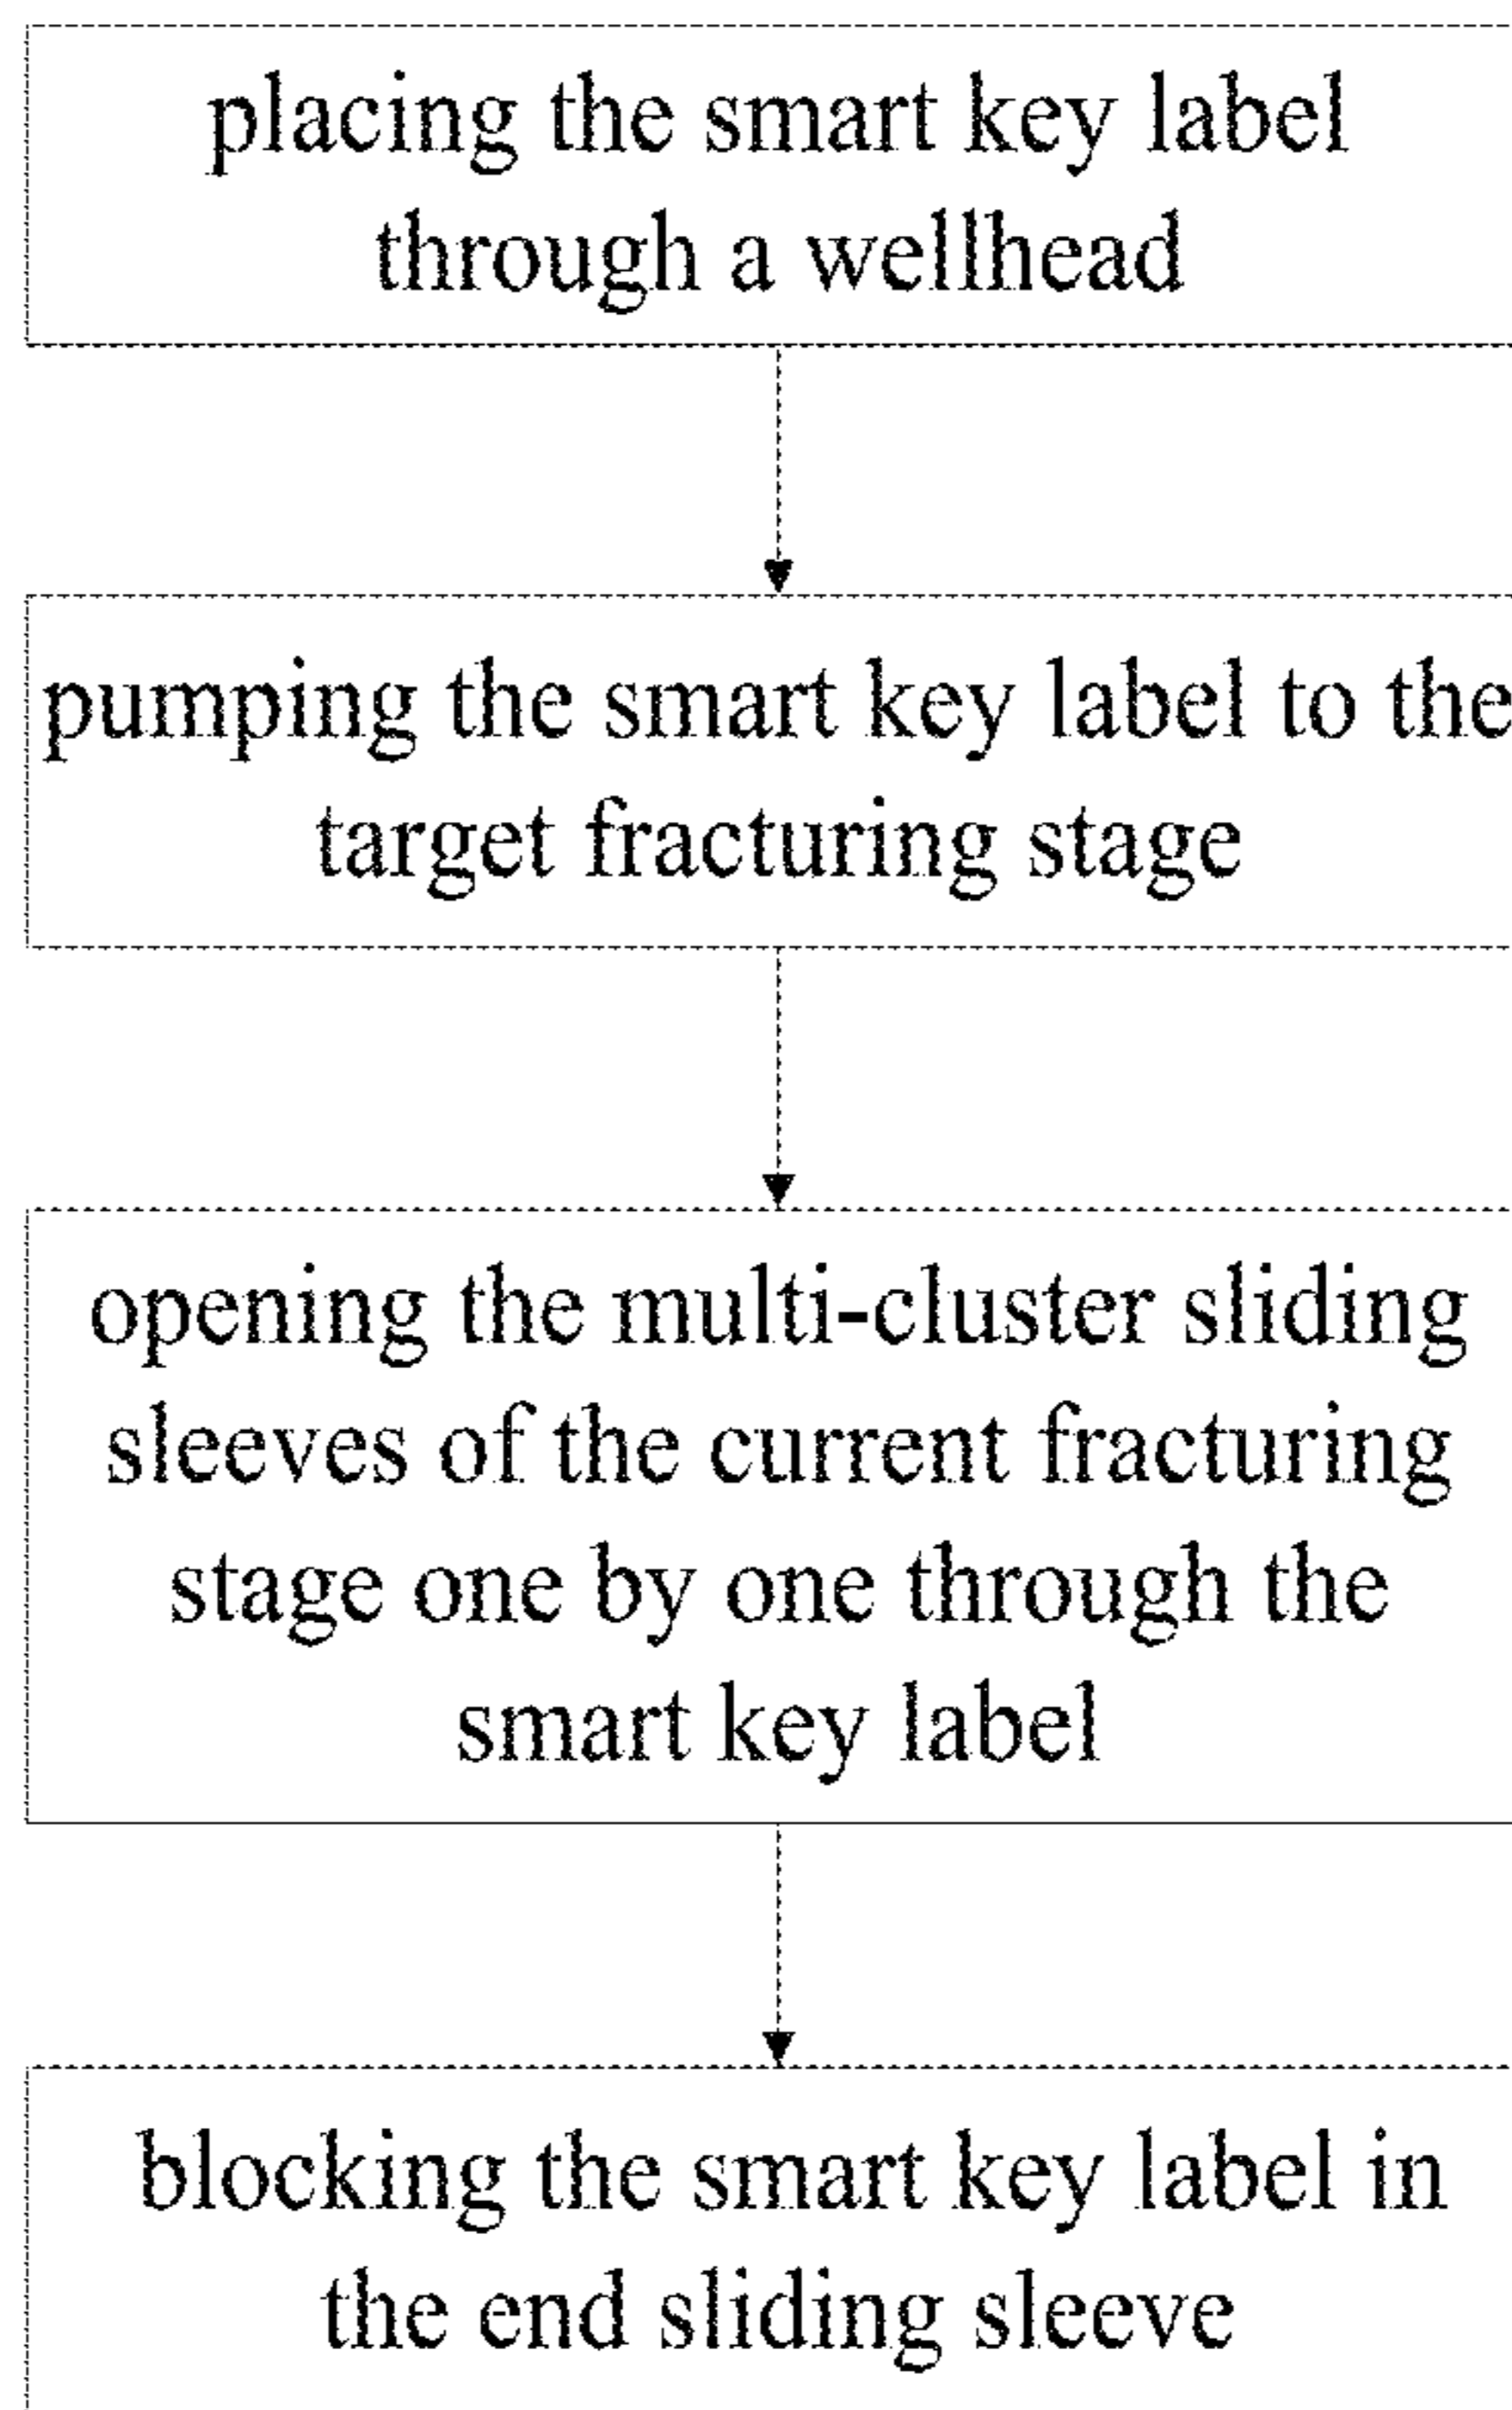 placing the smart key label
through a wellhead
pumping the smart key label to the
target fracturing stage
opening the multi-cluster sliding
sleeves of the current fracturing
stage one by one through the
smart key label
blocking the smart key label in
the end sliding sleeve